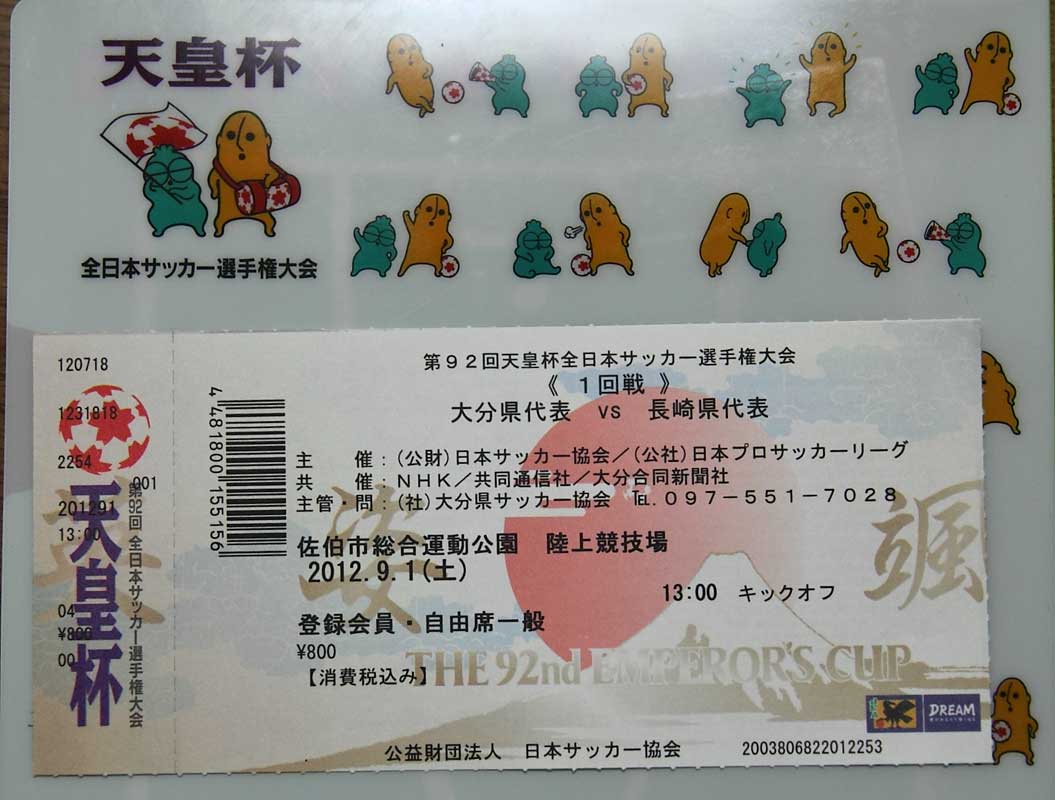 天皇杯
全日本サッカー選手権大会
120718
1231818
2254
001
201291
13:00
04
¥800
00
天皇杯
第92回 全日本サッカー選手権大会
4481800155156
第９２回天皇杯全日本サッカー選手権大会
《 １回戦 》
大分県代表 vs 長崎県代表
主 催：(公財)日本サッカー協会／(公社)日本プロサッカーリーグ
共 催：ＮＨＫ／共同通信社／大分合同新聞社
主管・問：(社)大分県サッカー協会 ℡.０９７－５５１－７０２８
佐伯市総合運動公園 陸上競技場
2012.9.1(土)
13:00 キックオフ
登録会員・自由席一般
¥800
【消費税込み】
THE 92nd EMPEROR'S CUP
DREAM
公益財団法人 日本サッカー協会
2003806822012253